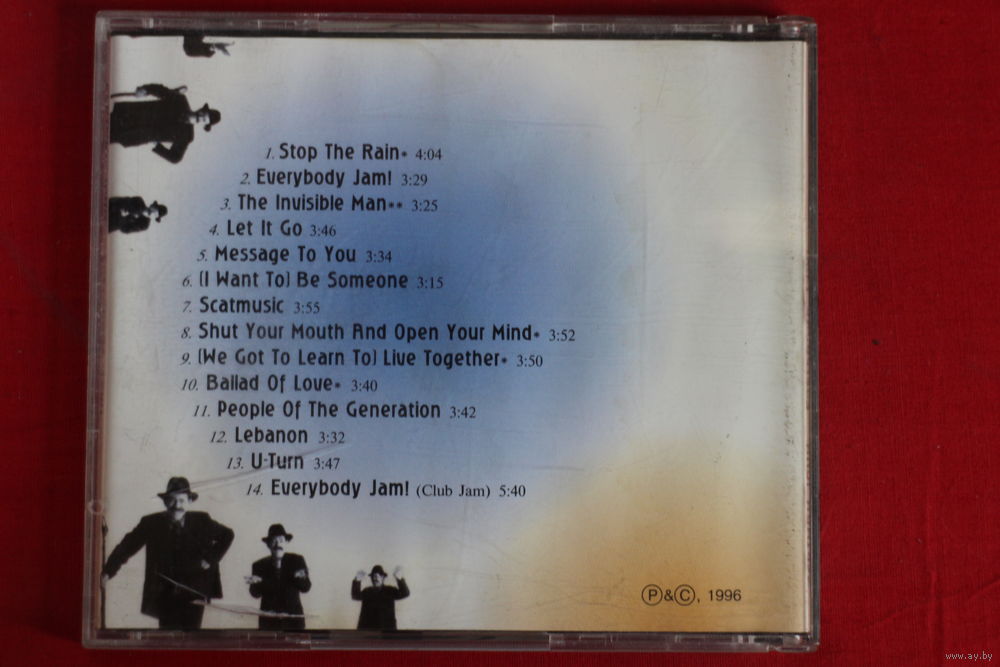 1. Stop The Rain* 4:04
2. Everybody Jam! 3:29
3. The Invisible Man** 3:25
4. Let It Go 3:46
5. Message To You 3:34
6. (I Want To) Be Someone 3:15
7. Scatmusic 3:55
8. Shut Your Mouth And Open Your Mind* 3:52
9. (We Got To Learn To) Live Together* 3:50
10. Ballad Of Love* 3:40
11. People Of The Generation 3:42
12. Lebanon 3:32
13. U-Turn 3:47
14. Everybody Jam! (Club Jam) 5:40
Ⓟ&Ⓒ, 1996
www.ay.by